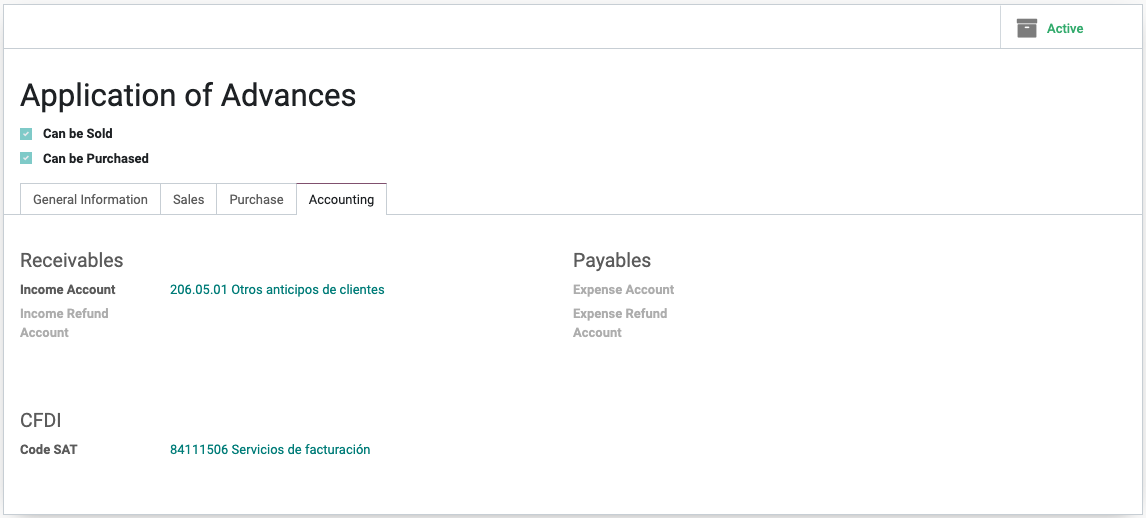 Active
Application of Advances
Can be Sold
Can be Purchased
General Information Sales Purchase Accounting
Receivables
Income Account 206.05.01 Otros anticipos de clientes
Income Refund
Account
Payables
Expense Account
Expense Refund
Account
CFDI
Code SAT 84111506 Servicios de facturación